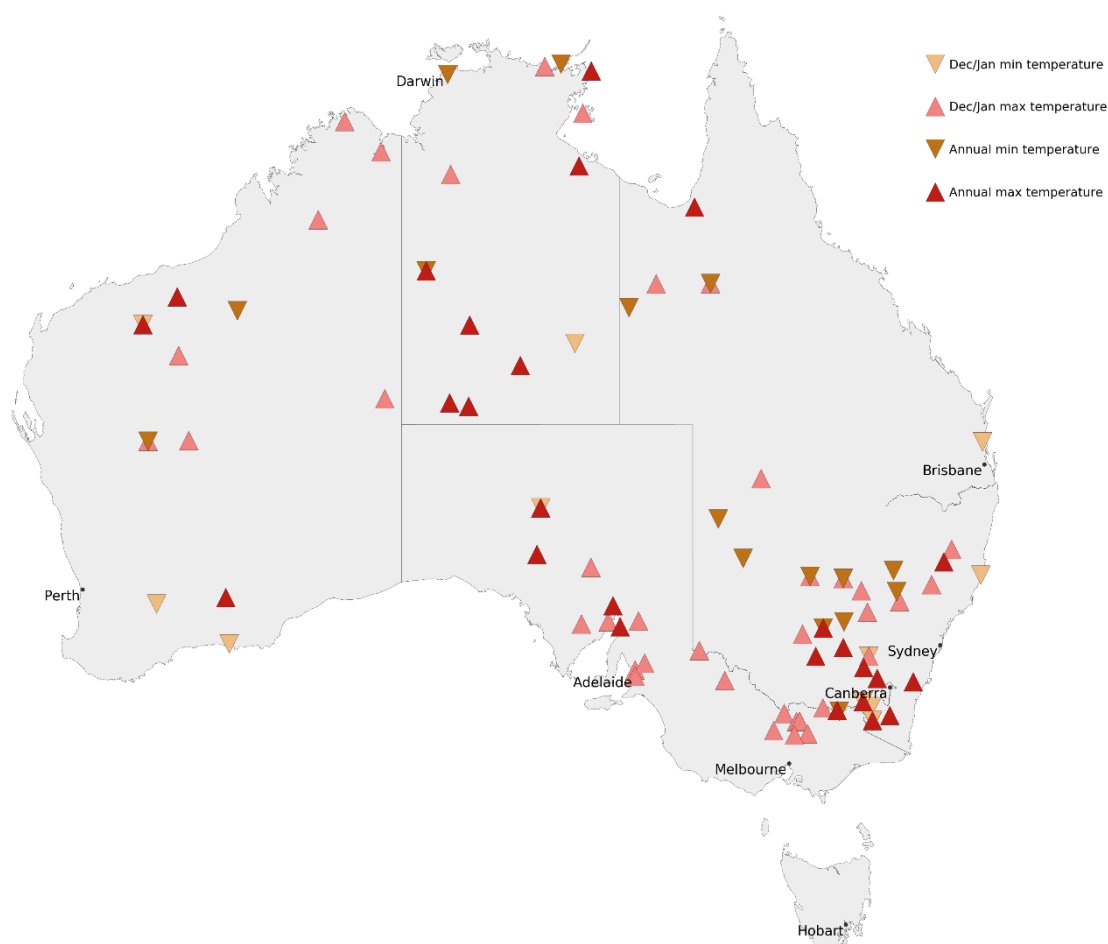 Darwin
Dec/Jan min temperature
Dec/Jan max temperature
Annual min temperature
Annual max temperature
Brisbane
Perth
Sydney
Adelaide
Canberra
Melbourne
Hobart